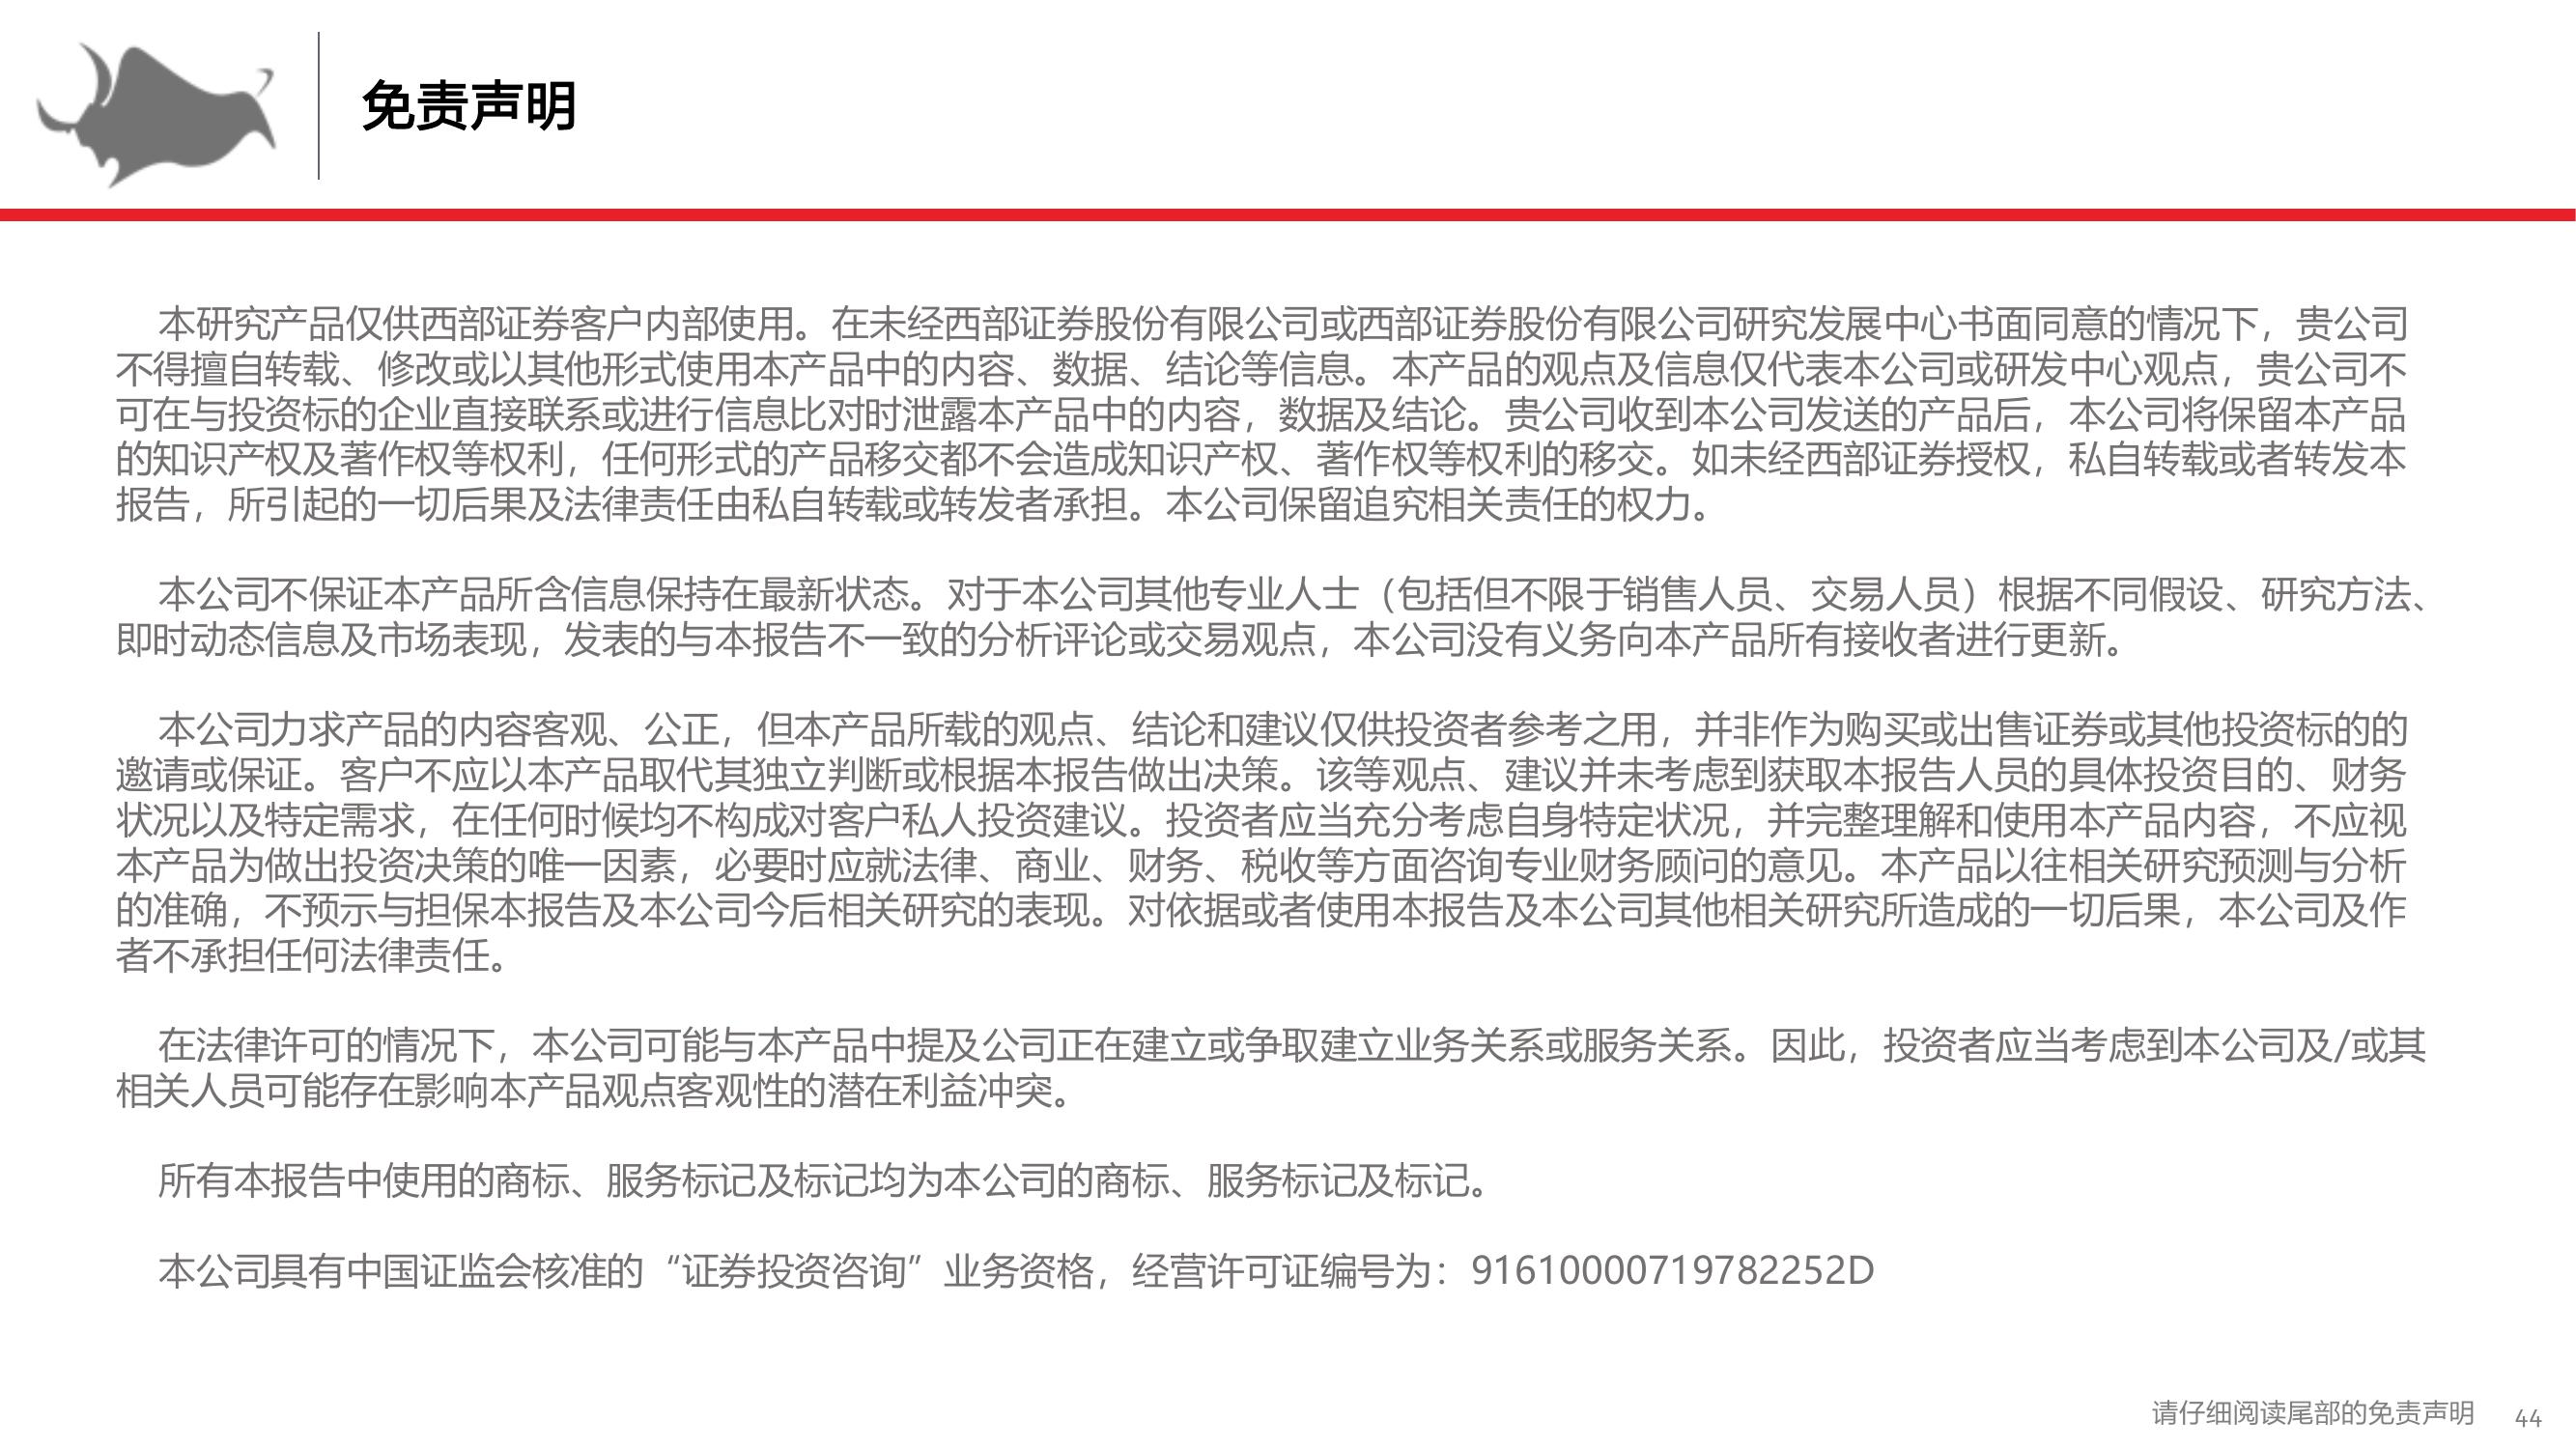 免责声明
本研究产品仅供西部证券客户内部使用。在未经西部证券股份有限公司或西部证券股份有限公司研究发展中心书面同意的情况下，贵公司
不得擅自转载、修改或以其他形式使用本产品中的内容、数据、结论等信息。本产品的观点及信息仅代表本公司或研发中心观点，贵公司不
可在与投资标的企业直接联系或进行信息比对时泄露本产品中的内容，数据及结论。贵公司收到本公司发送的产品后，本公司将保留本产品
的知识产权及著作权等权利，任何形式的产品移交都不会造成知识产权、著作权等权利的移交。如未经西部证券授权，私自转载或者转发本
报告，所引起的一切后果及法律责任由私自转载或转发者承担。本公司保留追究相关责任的权力。
本公司不保证本产品所含信息保持在最新状态。对于本公司其他专业人士（包括但不限于销售人员、交易人员）根据不同假设、研究方法、
即时动态信息及市场表现，发表的与本报告不一致的分析评论或交易观点，本公司没有义务向本产品所有接收者进行更新。
本公司力求产品的内容客观、公正，但本产品所载的观点、结论和建议仅供投资者参考之用，并非作为购买或出售证券或其他投资标的的
邀请或保证。客户不应以本产品取代其独立判断或根据本报告做出决策。该等观点、建议并未考虑到获取本报告人员的具体投资目的、财务
状况以及特定需求，在任何时候均不构成对客户私人投资建议。投资者应当充分考虑自身特定状况，并完整理解和使用本产品内容，不应视
本产品为做出投资决策的唯一因素，必要时应就法律、商业、财务、税收等方面咨询专业财务顾问的意见。本产品以往相关研究预测与分析
的准确，不预示与担保本报告及本公司今后相关研究的表现。对依据或者使用本报告及本公司其他相关研究所造成的一切后果，本公司及作
者不承担任何法律责任。
在法律许可的情况下，本公司可能与本产品中提及公司正在建立或争取建立业务关系或服务关系。因此，投资者应当考虑到本公司及/或其
相关人员可能存在影响本产品观点客观性的潜在利益冲突。
所有本报告中使用的商标、服务标记及标记均为本公司的商标、服务标记及标记。
本公司具有中国证监会核准的“证券投资咨询”业务资格，经营许可证编号为：91610000719782252D
请仔细阅读尾部的免责声明 44